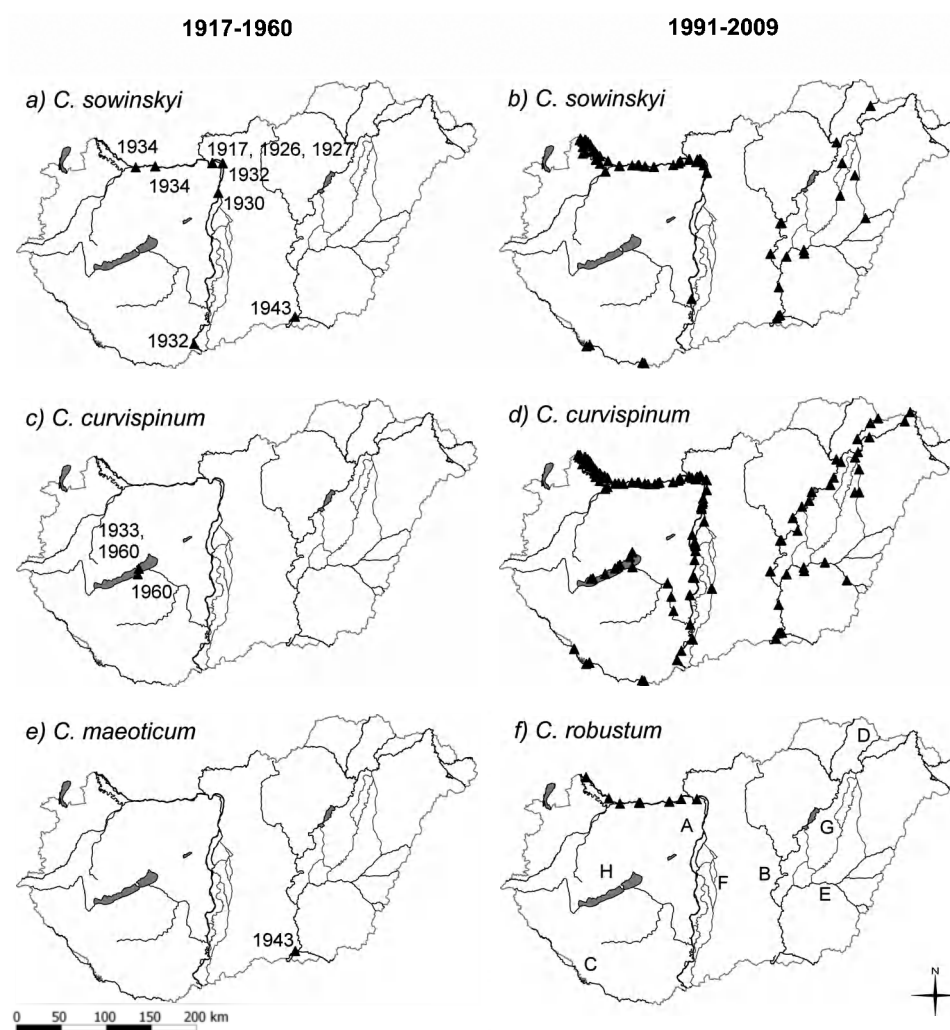 1917-1960
1991-2009
a) C. sowinskyi
b) C. sowinskyi
1934
1917, 1926, 1927
1932
1934
1930
1943
1932
c) C. curvispinum
d) C. curvispinum
1933,
1960
1960
e) C. maeoticum
f) C. robustum
D
A
G
H
B
F
E
1943
C
N
0 50 100 150 200 km